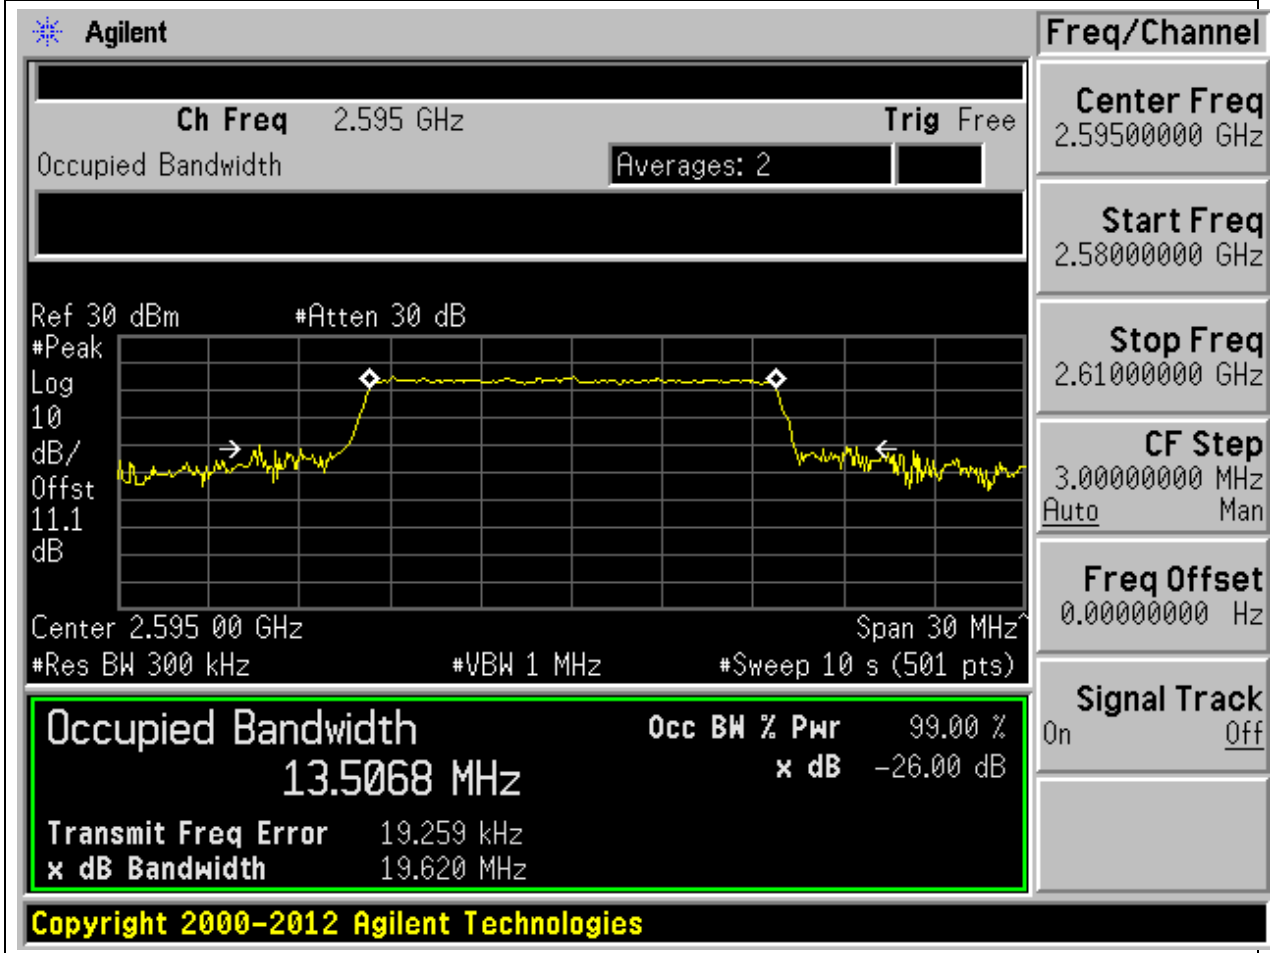 Agilent
Freq/Channel
Ch Freq 2.595 GHz Trig Free
Occupied Bandwidth Averages: 2
Center Freq
2.59500000 GHz
Start Freq
2.58000000 GHz
Stop Freq
2.61000000 GHz
CF Step
3.00000000 MHz
Auto Man
Freq Offset
0.00000000 Hz
Signal Track
On Off
Ref 30 dBm #Atten 30 dB
#Peak
Log
10
dB/
Offst
11.1
dB
Center 2.595 00 GHz Span 30 MHz^
#Res BW 300 kHz #VBW 1 MHz #Sweep 10 s (501 pts)
Occupied Bandwidth Occ BW % Pwr 99.00 %
13.5068 MHz x dB -26.00 dB
Transmit Freq Error 19.259 kHz
x dB Bandwidth 19.620 MHz
Copyright 2000-2012 Agilent Technologies